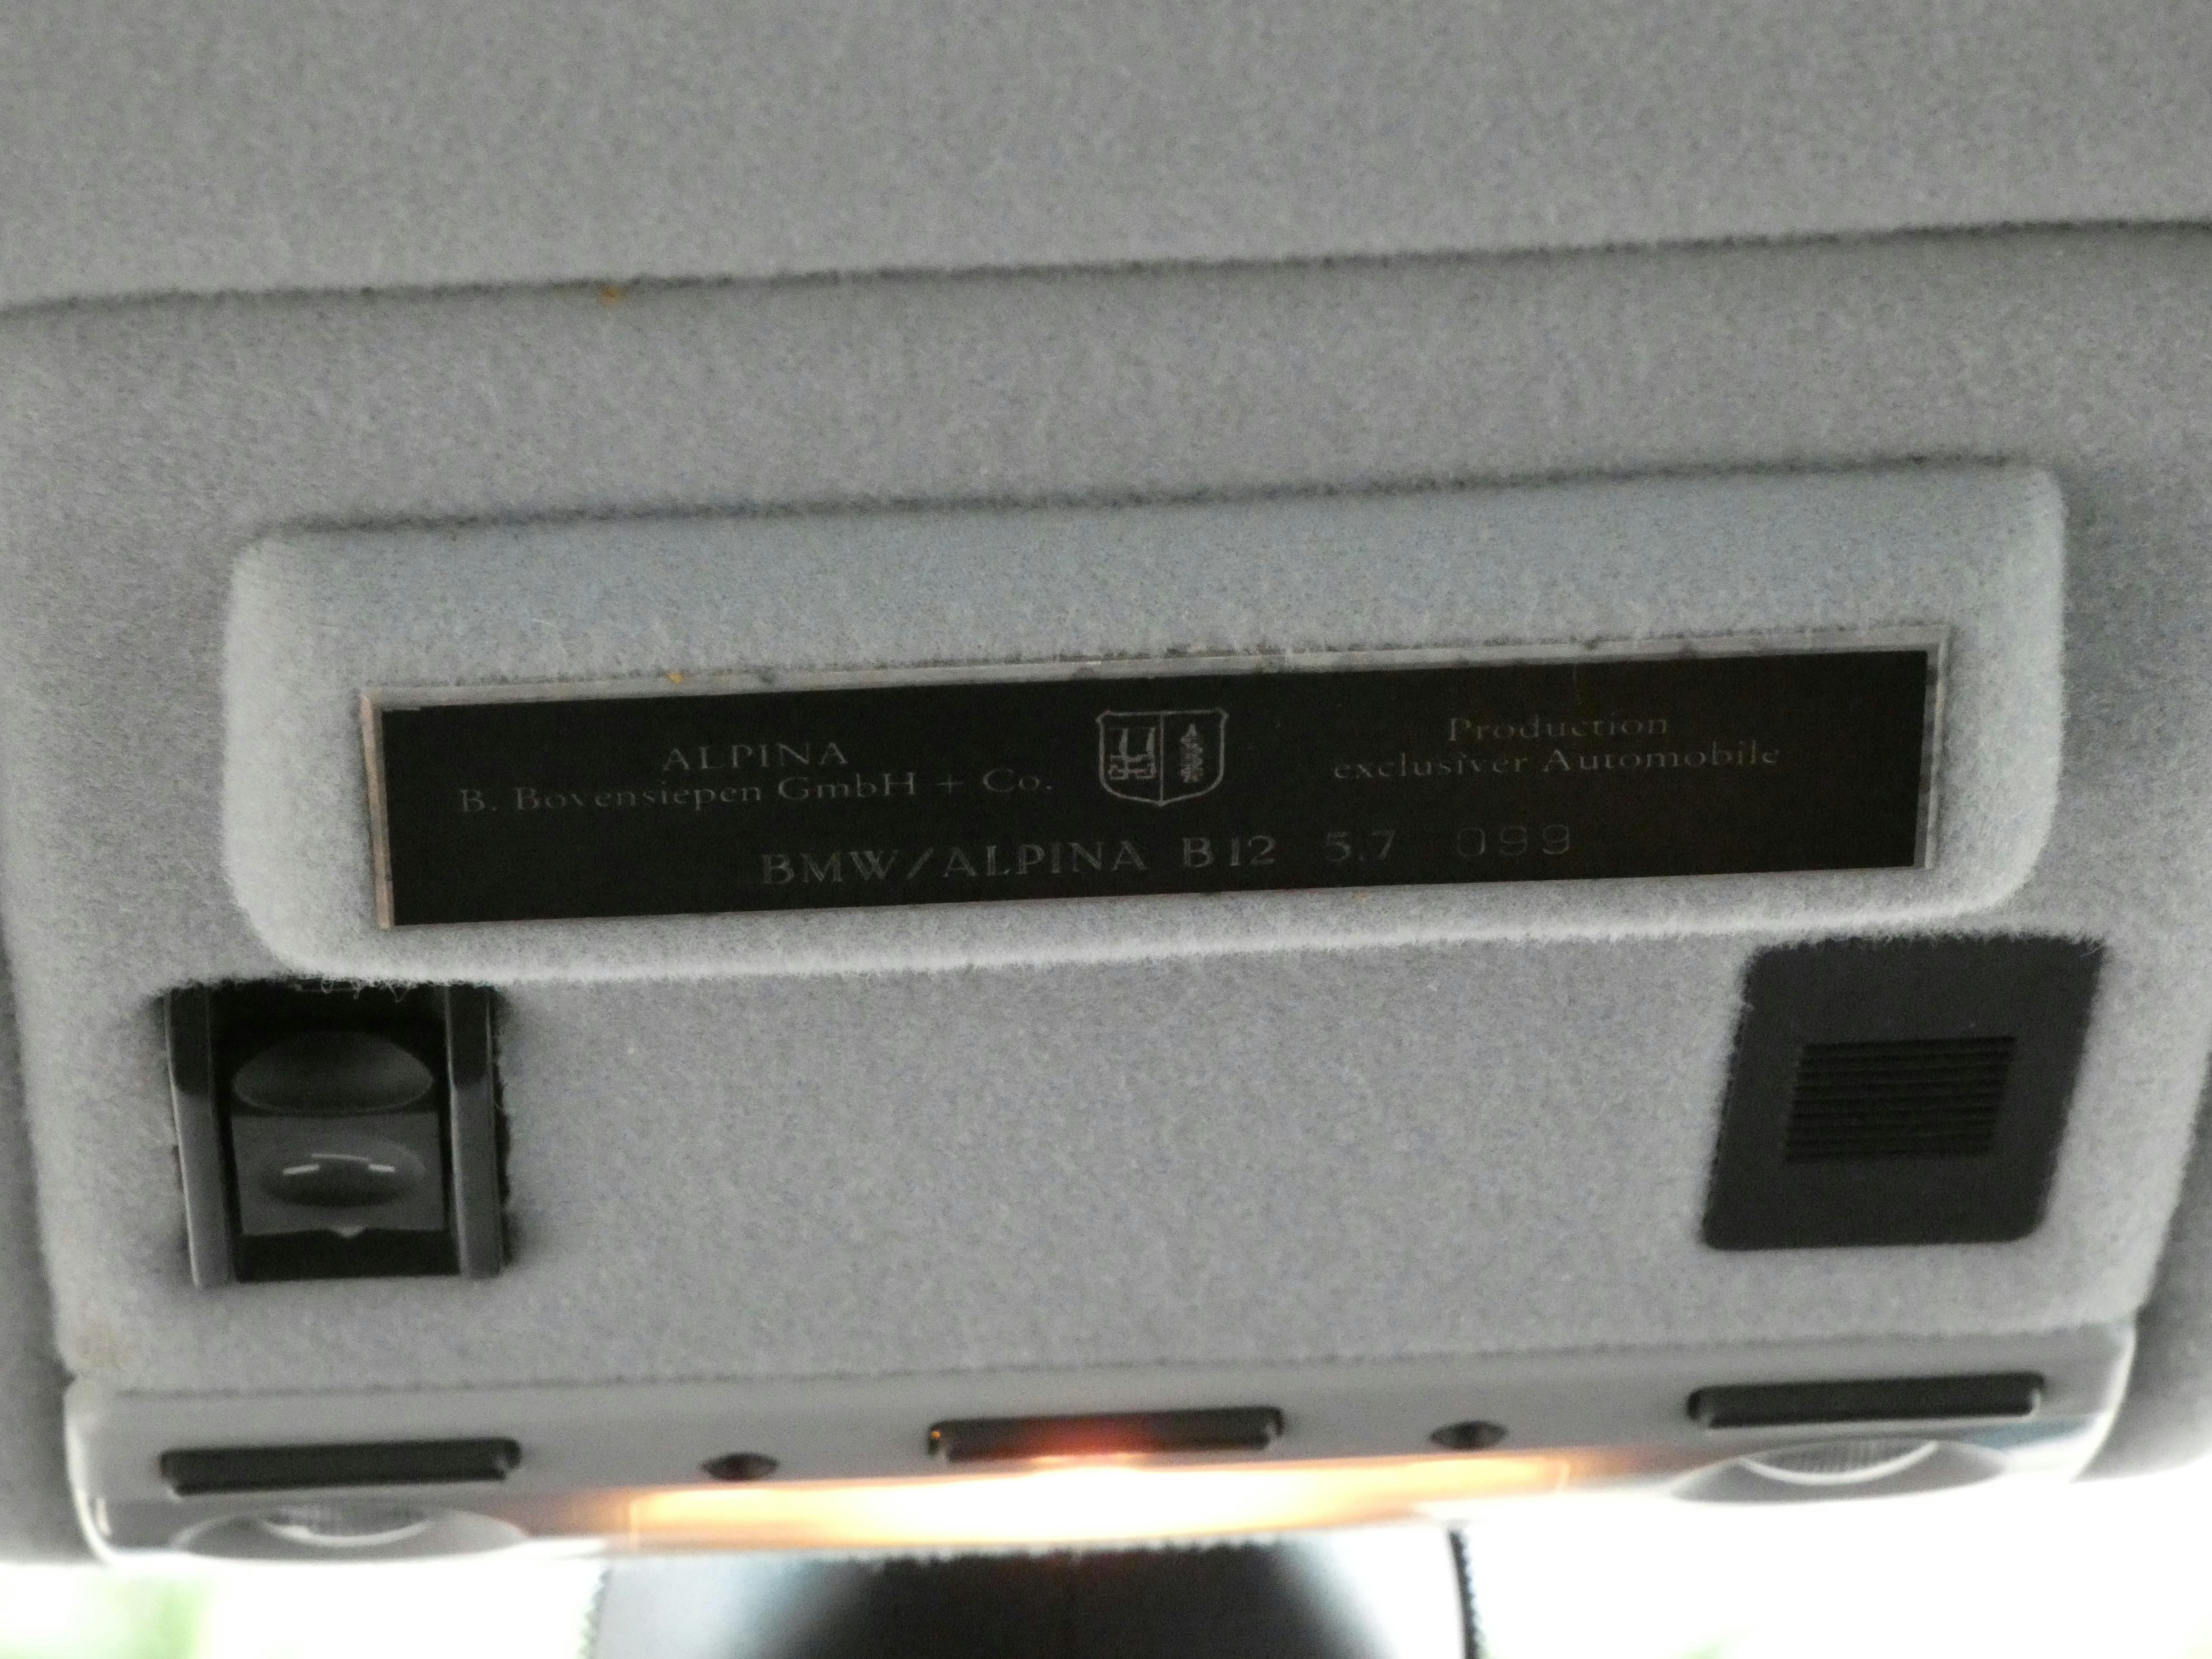 ALPINA
B. Bovensiepen GmbH + Co.
Production
exclusiver Automobile
BMW/ALPINA B12 5,7 099